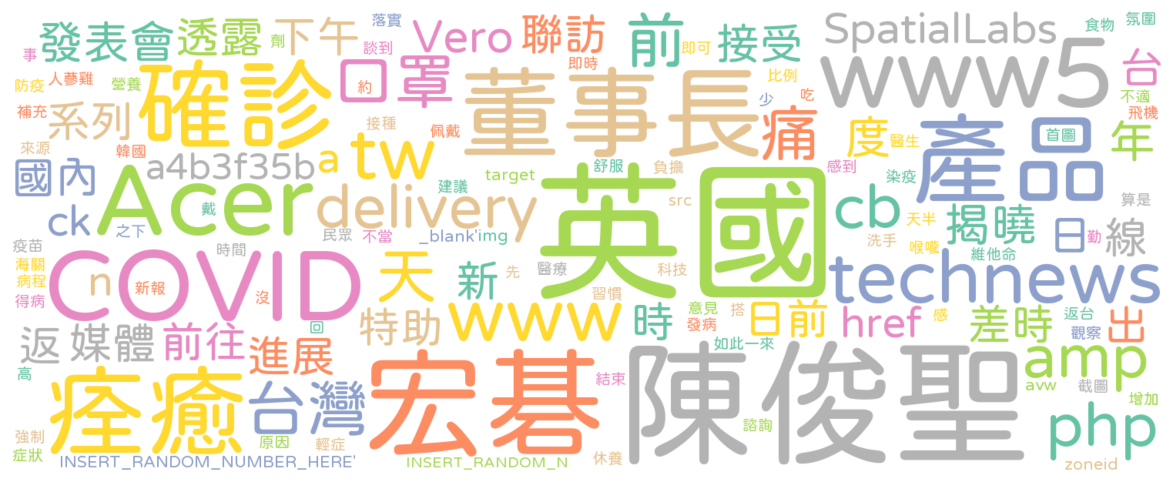 事
發表會
透露
劑
落實
下午
談到
Vero
聯訪
即時
前
即可
接受
SpatialLabs
食物
氛圍
防疫
人蔘雞
營養
確診
口罩
約
董事長
痛
比例
少
吃
www5
台
不適
飛機
補充
系列
接種
佩戴
度
醫生
產品
首圖
年
來源
韓國
a4b3f35b
a
tw
舒服
負擔
感到
染疫
國內
ck
戴
之下
Acer
delivery
建議
target
英國
src
cb
天半
喉嚨
揭曉
算是
日
勤
線
民眾
不當
_blank'
img
洗手
維他命
疫苗
海關
病程
得病
COVID
n
新報
時間
沒
天
新
先
醫療
科技
technews
習慣
www
時
意見
發病
搭
日前
href
感
差時
返台
觀察
出
返
媒體
前往
進展
回
特助
如此一來
高
痊癒
台灣
宏碁
結束
陳俊聖
amp
avw
截圖
增加
強制
症狀
原因
輕症
休養
諮詢
php
zoneid
INSERT_RANDOM_NUMBER_HERE'
INSERT_RANDOM_N